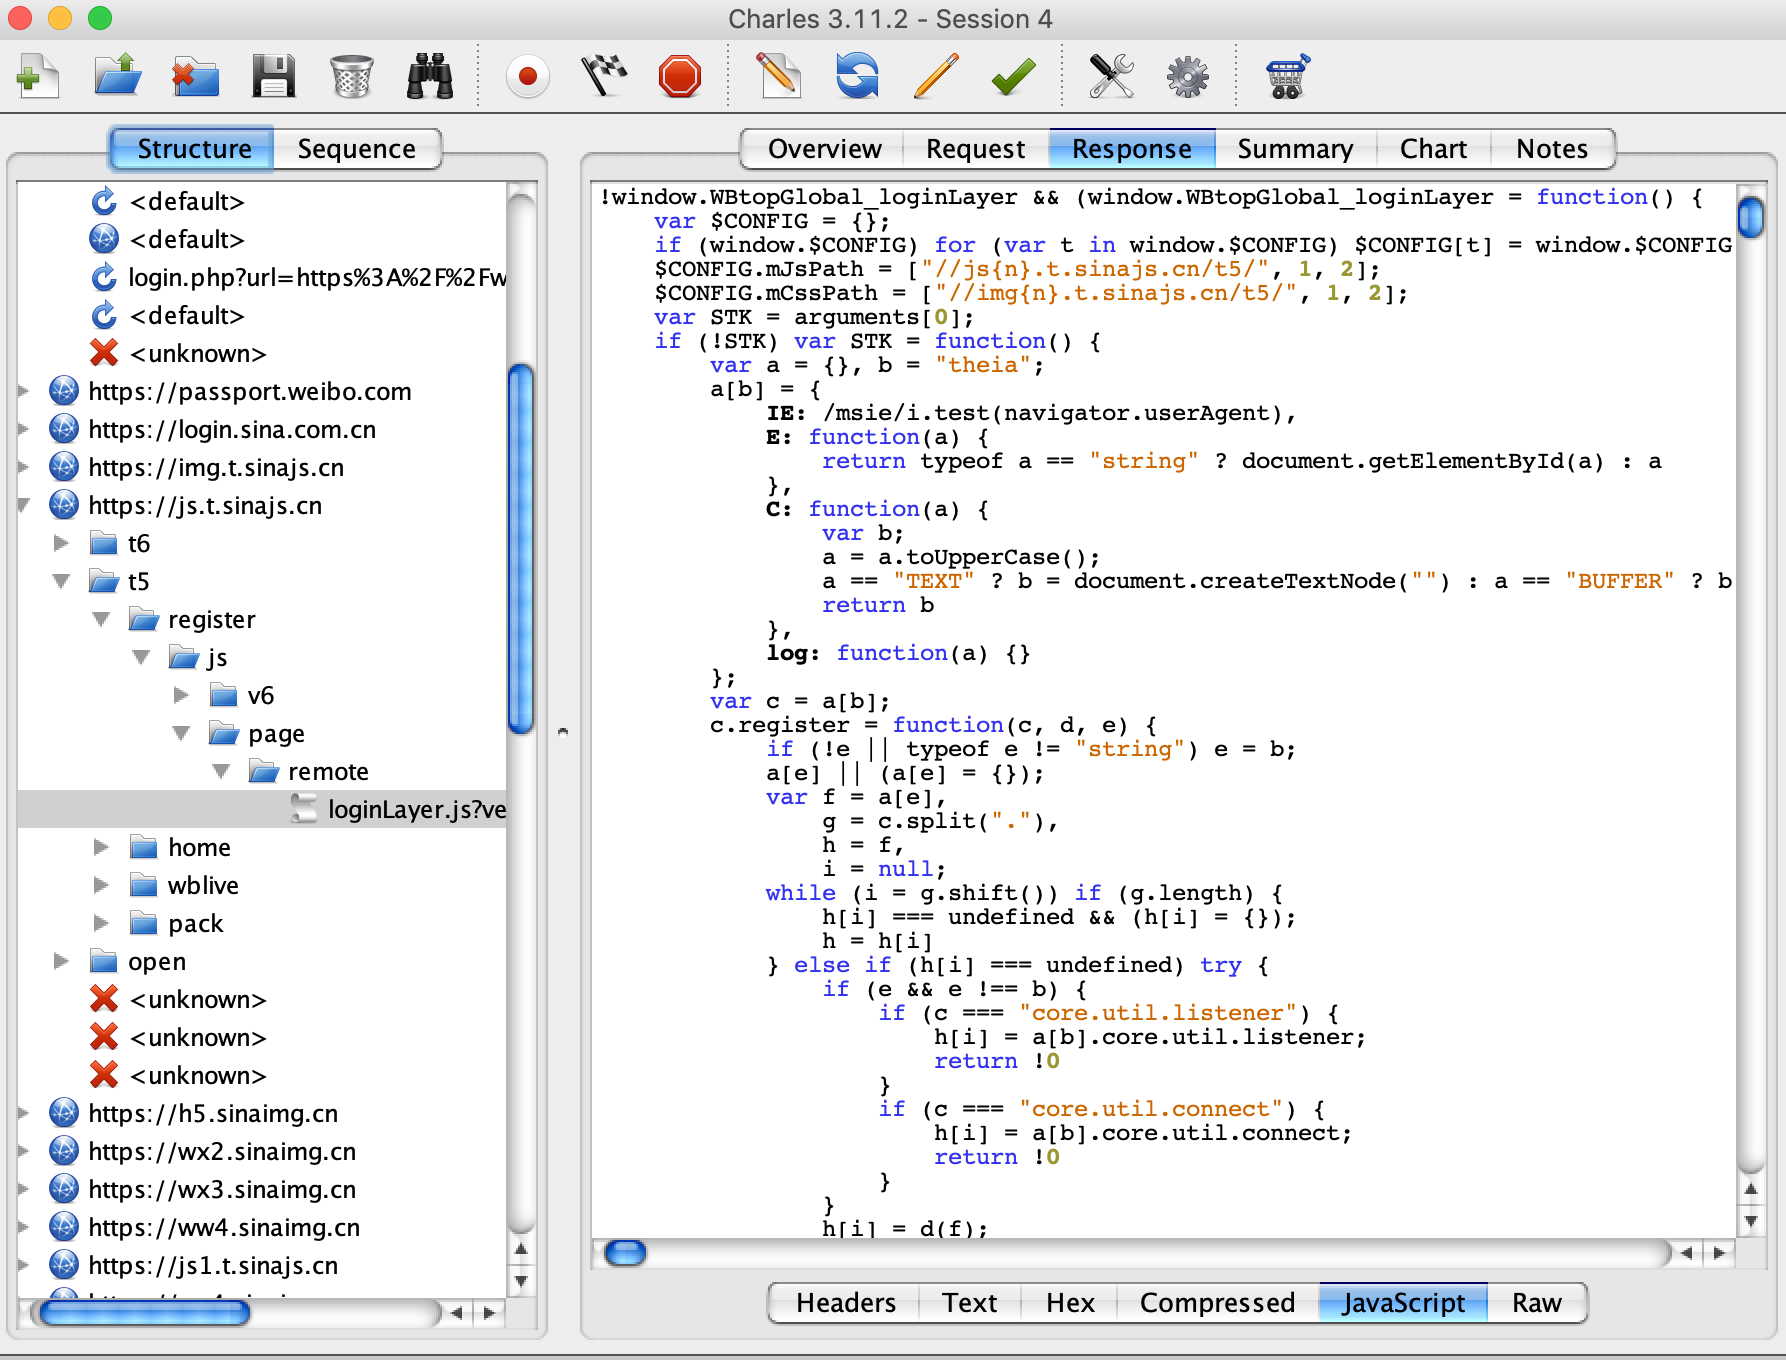 Charles 3.11.2 - Session 4
Structure
Sequence
<default>
<default>
login.php?url=https%3A%2F%2Fw
<default>
<unknown>
https://passport.weibo.com
https://login.sina.com.cn
https://img.t.sinajs.cn
https://js.t.sinajs.cn
t6
t5
register
js
v6
page
remote
loginLayer.js?ve
home
wblive
pack
open
<unknown>
<unknown>
<unknown>
https://h5.sinaimg.cn
https://wx2.sinaimg.cn
https://wx3.sinaimg.cn
https://ww4.sinaimg.cn
https://js1.t.sinajs.cn
Overview
Request
Response
Summary
Chart
Notes
!window.WBtopGlobal_loginLayer && (window.WBtopGlobal_loginLayer = function() {
    var $CONFIG = {};
    if (window.$CONFIG) for (var t in window.$CONFIG) $CONFIG[t] = window.$CONFIG
    $CONFIG.mJsPath = ["//js{n}.t.sinajs.cn/t5/", 1, 2];
    $CONFIG.mCssPath = ["//img{n}.t.sinajs.cn/t5/", 1, 2];
    var STK = arguments[0];
    if (!STK) var STK = function() {
        var a = {}, b = "theia";
        a[b] = {
            IE: /msie/i.test(navigator.userAgent),
            E: function(a) {
                return typeof a == "string" ? document.getElementById(a) : a
            },
            C: function(a) {
                var b;
                a = a.toUpperCase();
                a == "TEXT" ? b = document.createTextNode("") : a == "BUFFER" ? b
                return b
            },
            log: function(a) {}
        };
        var c = a[b];
        c.register = function(c, d, e) {
            if (!e || typeof e != "string") e = b;
            a[e] || (a[e] = {});
            var f = a[e],
                g = c.split("."),
                h = f,
                i = null;
            while (i = g.shift()) if (g.length) {
                h[i] === undefined && (h[i] = {});
                h = h[i]
            } else if (h[i] === undefined) try {
                if (e && e !== b) {
                    if (c === "core.util.listener") {
                        h[i] = a[b].core.util.listener;
                        return !0
                    }
                    if (c === "core.util.connect") {
                        h[i] = a[b].core.util.connect;
                        return !0
                    }
                }
                h[i] = d(f);
Headers
Text
Hex
Compressed
JavaScript
Raw